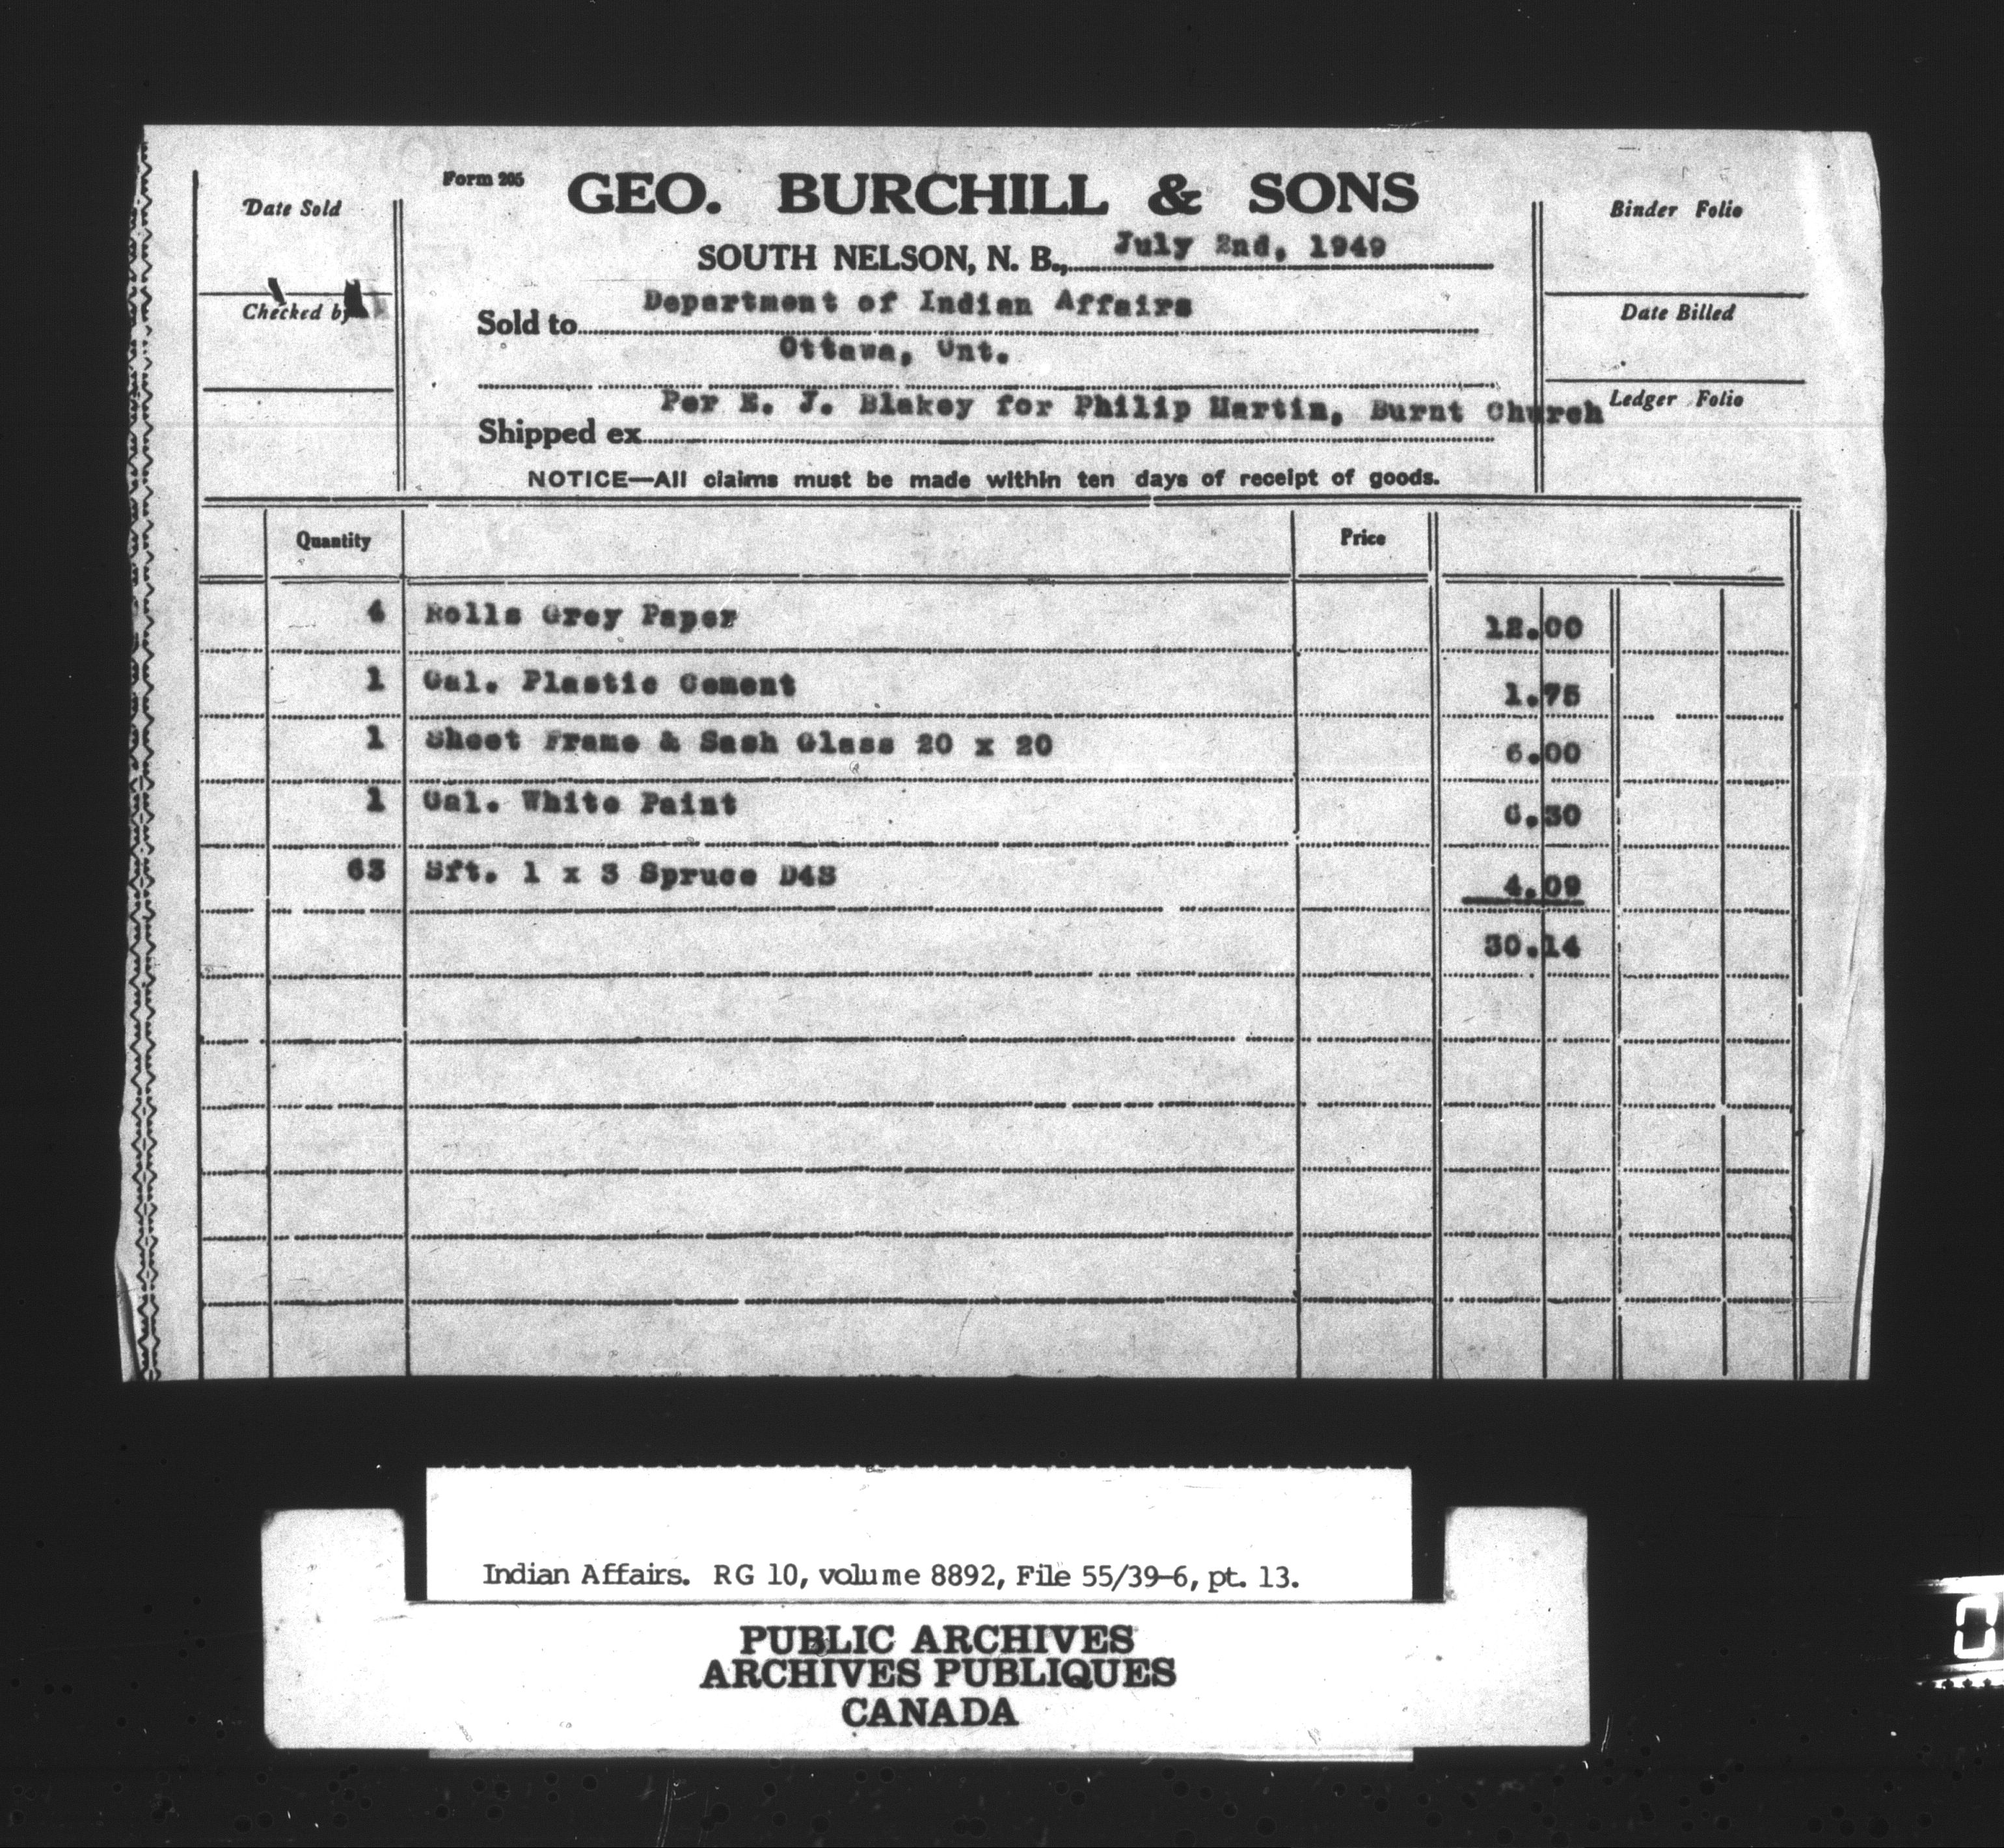 Form 205
GEO. BURCHILL & SONS
Date Sold
Binder Folio
SOUTH NELSON, N. B., July 2nd, 1949
Checked by
Date Billed
Sold to Department of Indian Affairs
Ottawa, Ont.
Ledger Folio
Shipped ex Per E. J. Blakey for Philip Martin, Burnt Church
NOTICE—All claims must be made within ten days of receipt of goods.
Quantity Price
4 Rolls Grey Paper 12.00
1 Gal. Plastic Cement 1.75
1 Sheet Frame & Sash Glass 20 x 20 6.00
1 Gal. White Paint 6.30
63 Sft. 1 x 3 Spruce D4S 4.09
30.14
Indian Affairs. RG 10, volume 8892, File 55/39-6, pt. 13.
PUBLIC ARCHIVES
ARCHIVES PUBLIQUES
CANADA